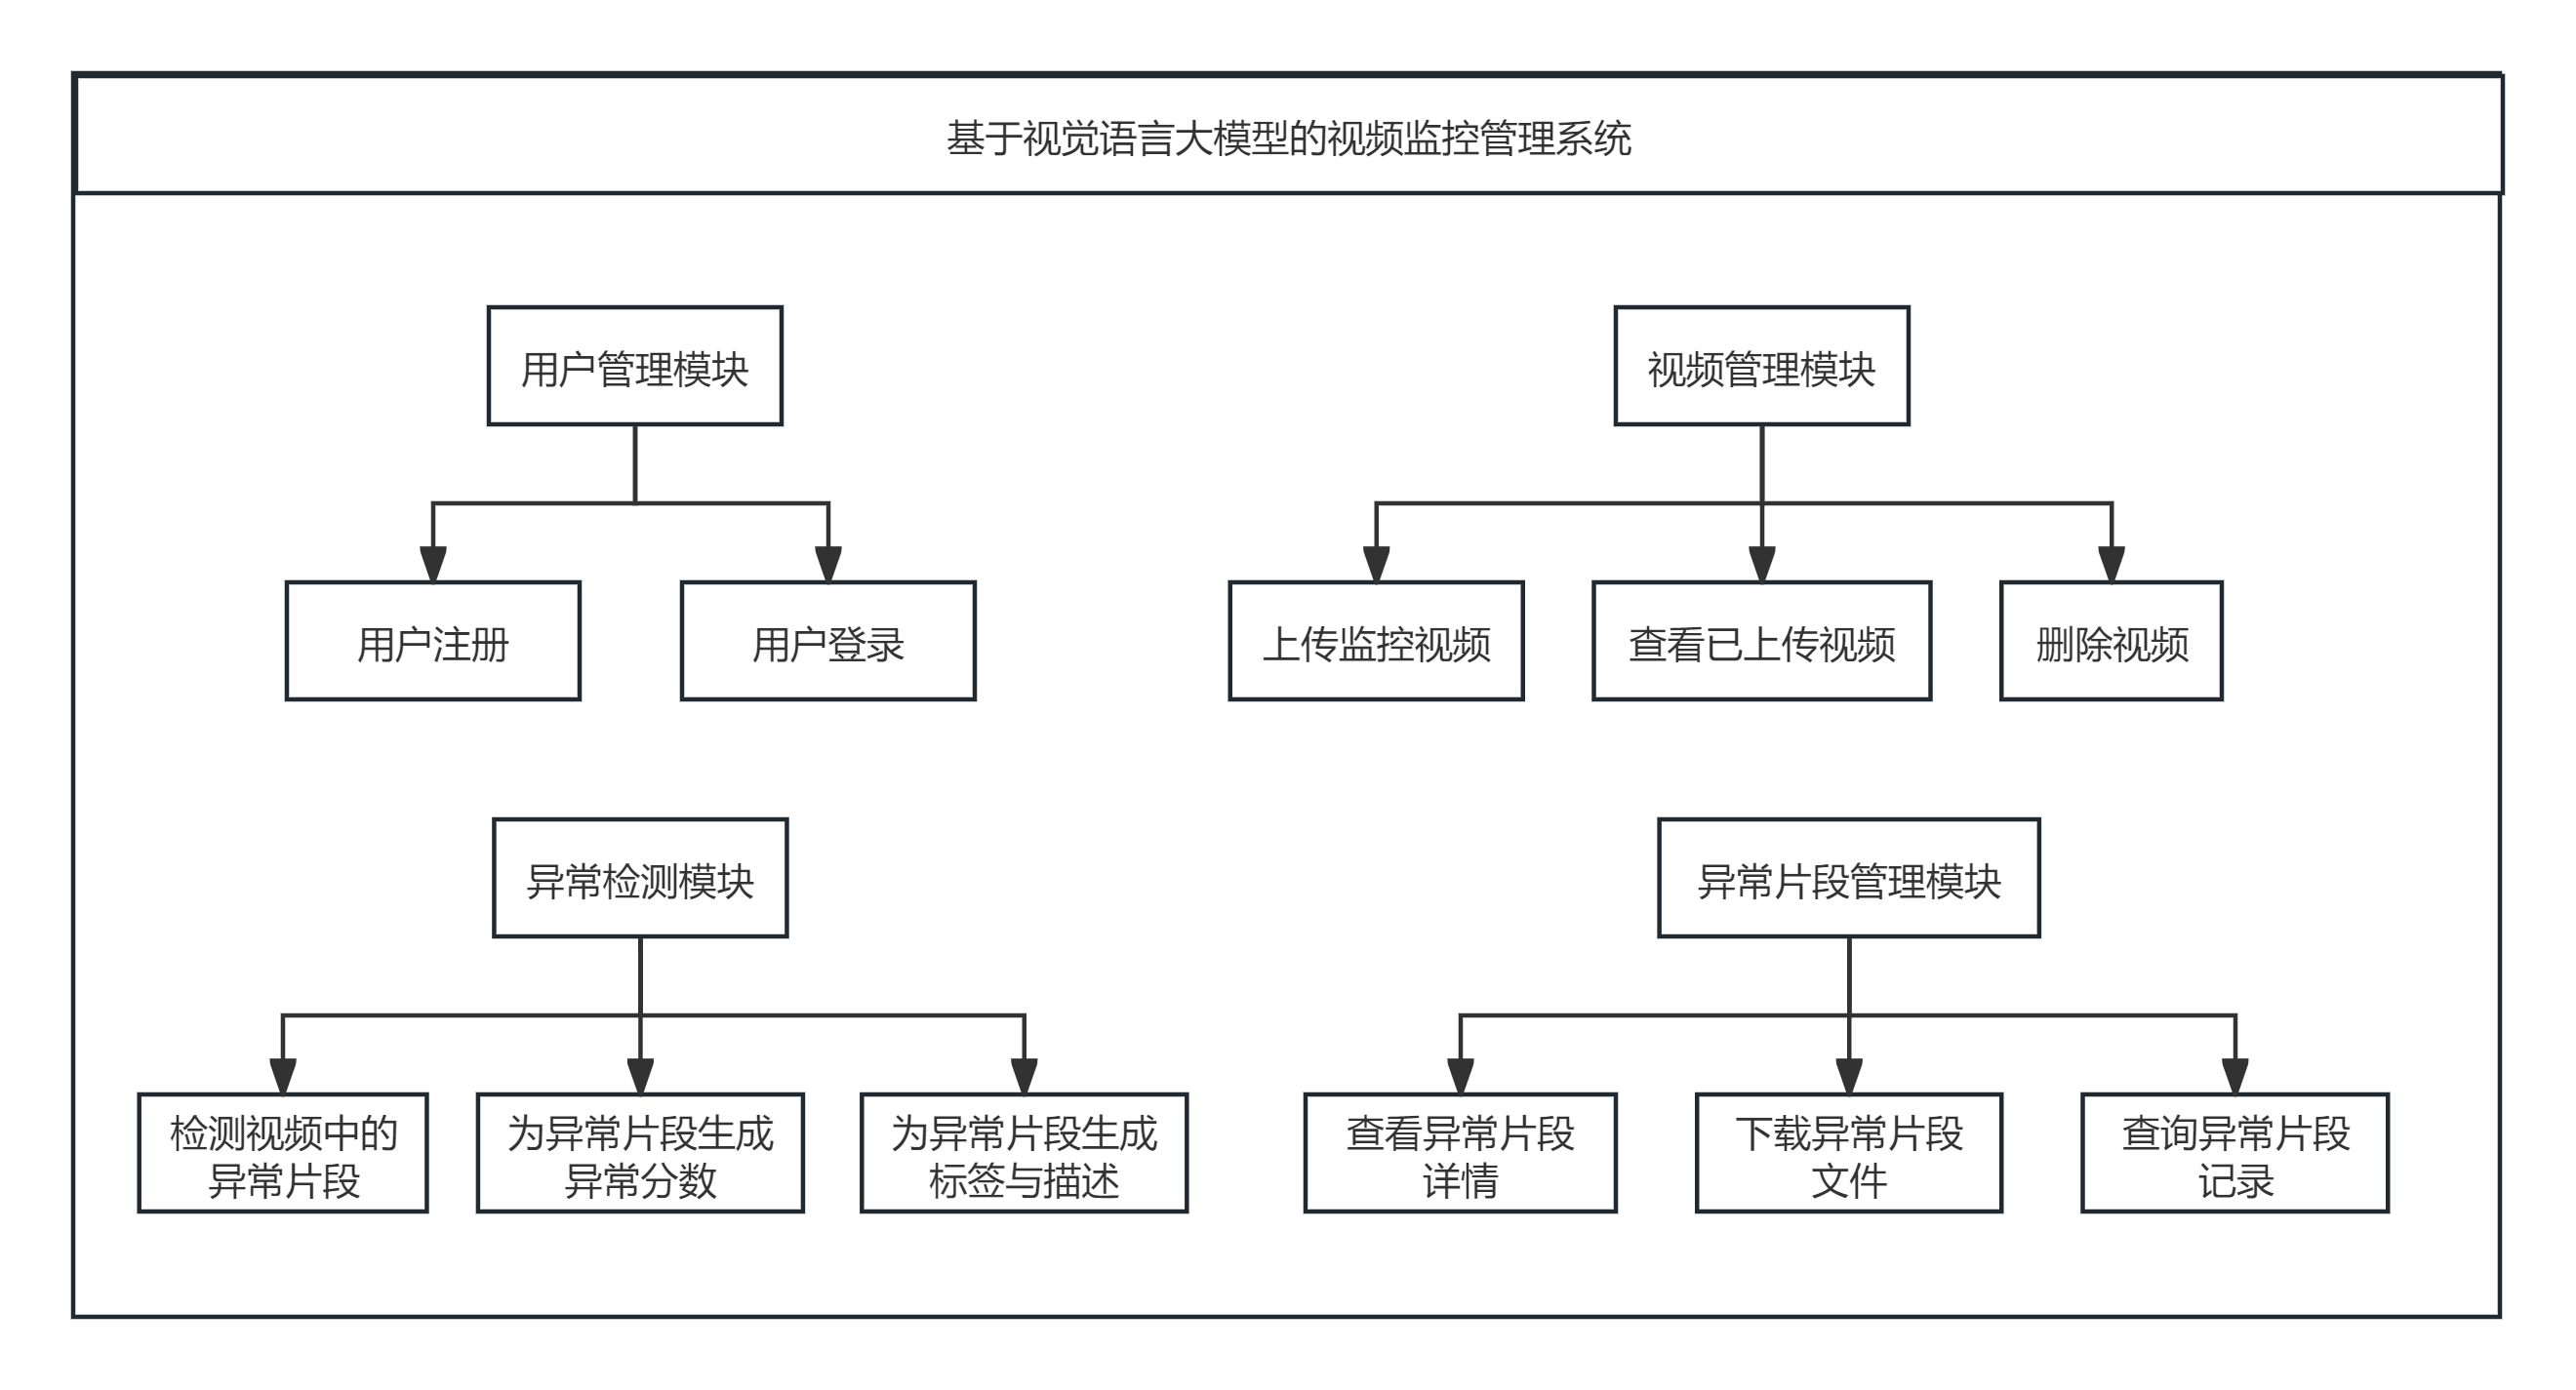 基于视觉语言大模型的视频监控管理系统
用户管理模块
视频管理模块
用户注册
用户登录
上传监控视频
查看已上传视频
删除视频
异常检测模块
异常片段管理模块
检测视频中的
异常片段
为异常片段生成
异常分数
为异常片段生成
标签与描述
查看异常片段
详情
下载异常片段
文件
查询异常片段
记录